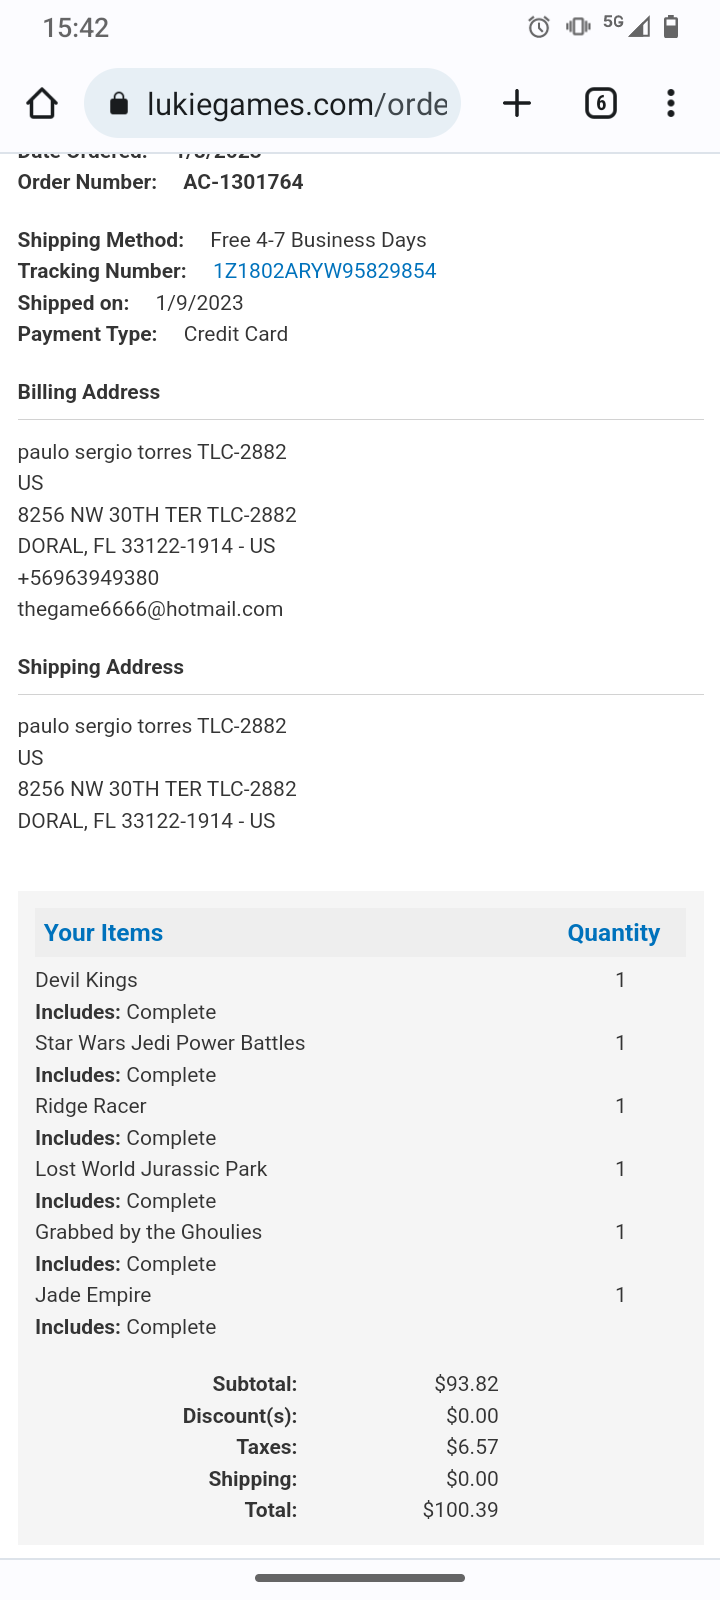 15:42
5G
lukiegames.com/orde
6
Date Ordered: 1/3/2023
Order Number: AC-1301764
Shipping Method: Free 4-7 Business Days
Tracking Number: 1Z1802ARYW95829854
Shipped on: 1/9/2023
Payment Type: Credit Card
Billing Address
paulo sergio torres TLC-2882
US
8256 NW 30TH TER TLC-2882
DORAL, FL 33122-1914 - US
+56963949380
thegame6666@hotmail.com
Shipping Address
paulo sergio torres TLC-2882
US
8256 NW 30TH TER TLC-2882
DORAL, FL 33122-1914 - US
Your Items Quantity
Devil Kings 1
Includes: Complete
Star Wars Jedi Power Battles 1
Includes: Complete
Ridge Racer 1
Includes: Complete
Lost World Jurassic Park 1
Includes: Complete
Grabbed by the Ghoulies 1
Includes: Complete
Jade Empire 1
Includes: Complete
Subtotal: $93.82
Discount(s): $0.00
Taxes: $6.57
Shipping: $0.00
Total: $100.39